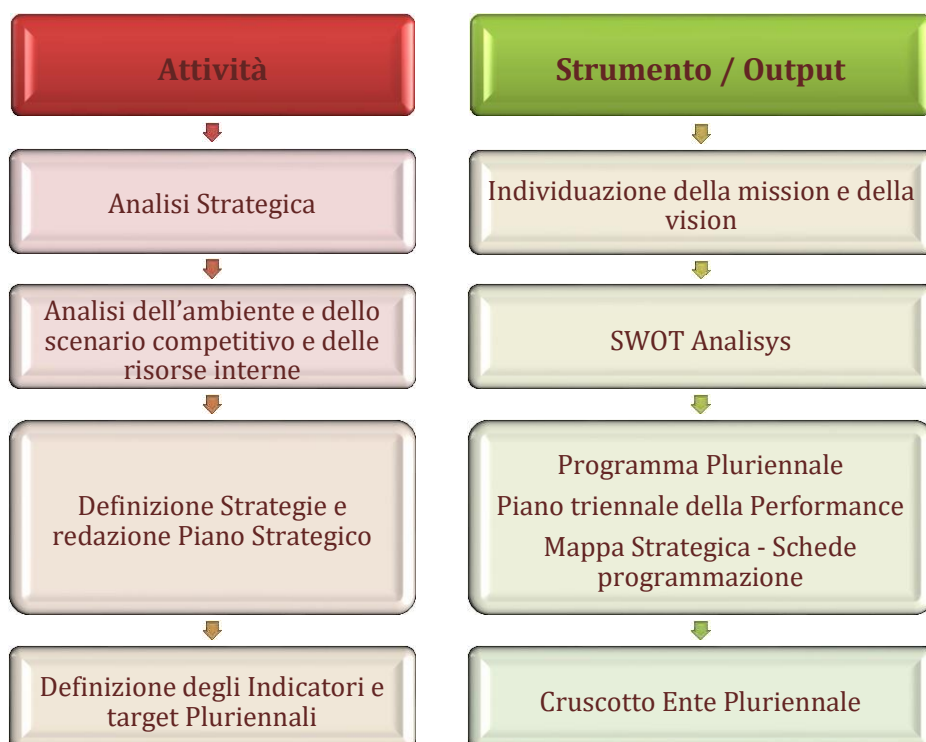 Attività
Strumento / Output
Analisi Strategica
Individuazione della mission e della
vision
Analisi dell'ambiente e dello
scenario competitivo e delle
risorse interne
SWOT Analisys
Definizione Strategie e
redazione Piano Strategico
Programma Pluriennale
Piano triennale della Performance
Mappa Strategica - Schede
programmazione
Definizione degli Indicatori e
target Pluriennali
Cruscotto Ente Pluriennale